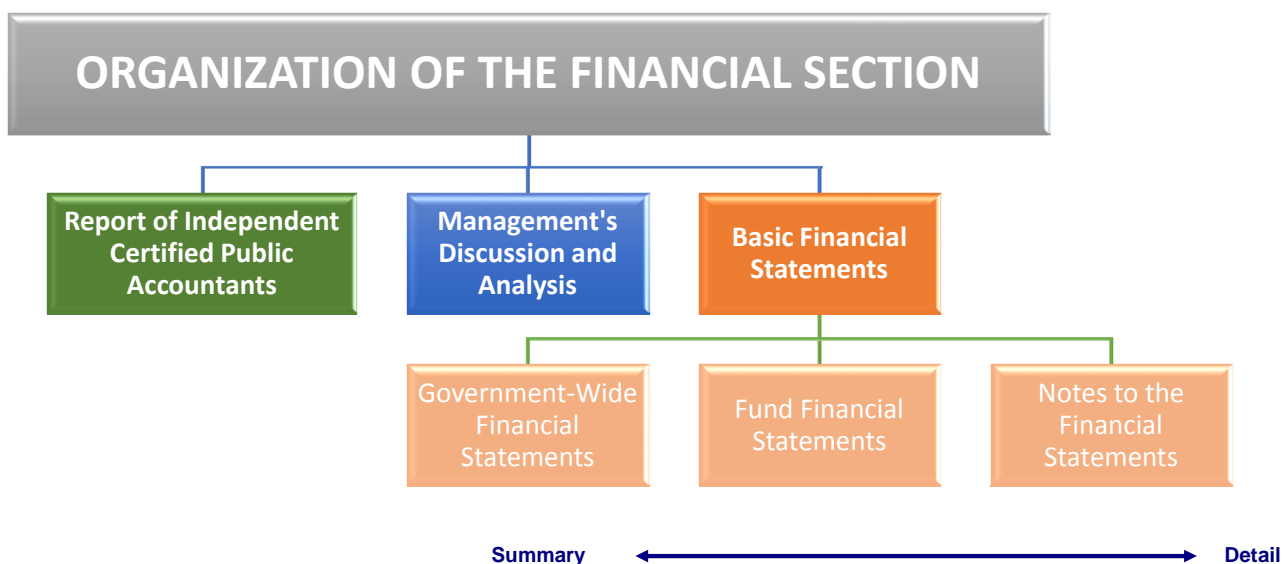 ORGANIZATION OF THE FINANCIAL SECTION
Report of Independent
Certified Public
Accountants
Management's
Discussion and
Analysis
Basic Financial
Statements
Government-Wide
Financial
Statements
Fund Financial
Statements
Notes to the
Financial
Statements
Summary
Detail